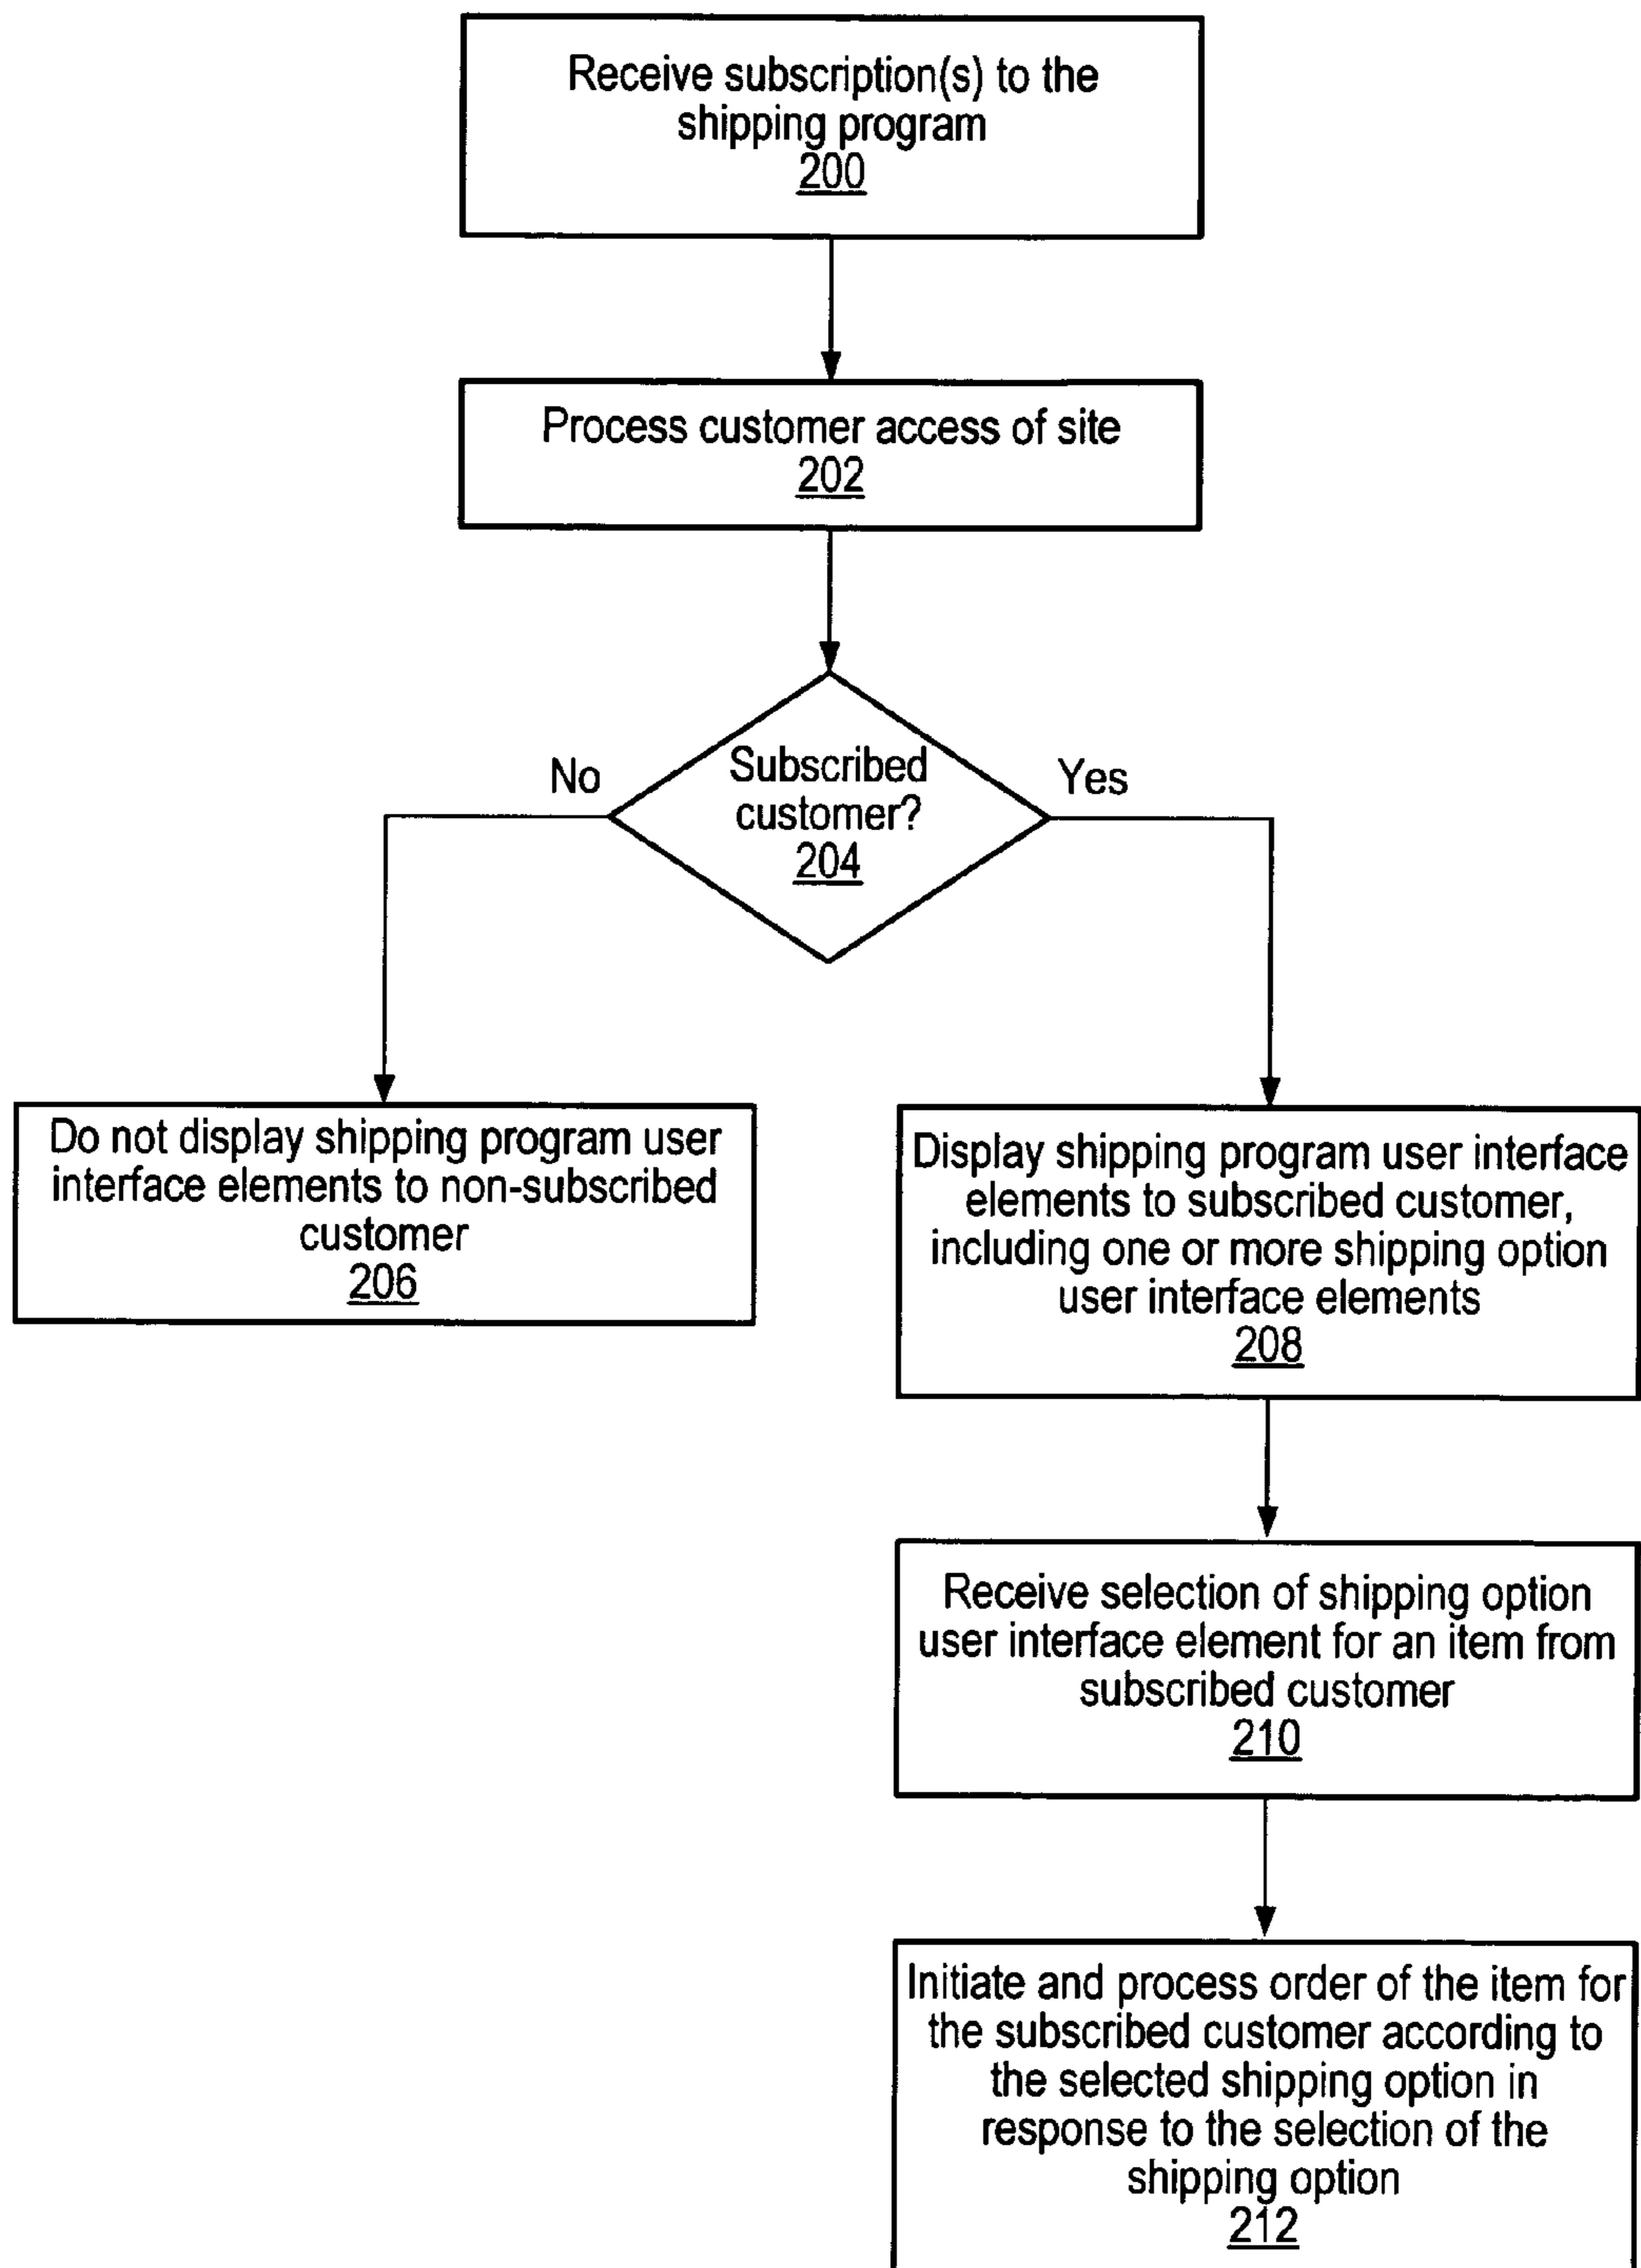 Receive subscription(s) to the
shipping program
200
Process customer access of site
202
Subscribed
customer?
204
No
Yes
Do not display shipping program user
interface elements to non-subscribed
customer
206
Display shipping program user interface
elements to subscribed customer,
including one or more shipping option
user interface elements
208
Receive selection of shipping option
user interface element for an item from
subscribed customer
210
Initiate and process order of the item for
the subscribed customer according to
the selected shipping option in
response to the selection of the
shipping option
212